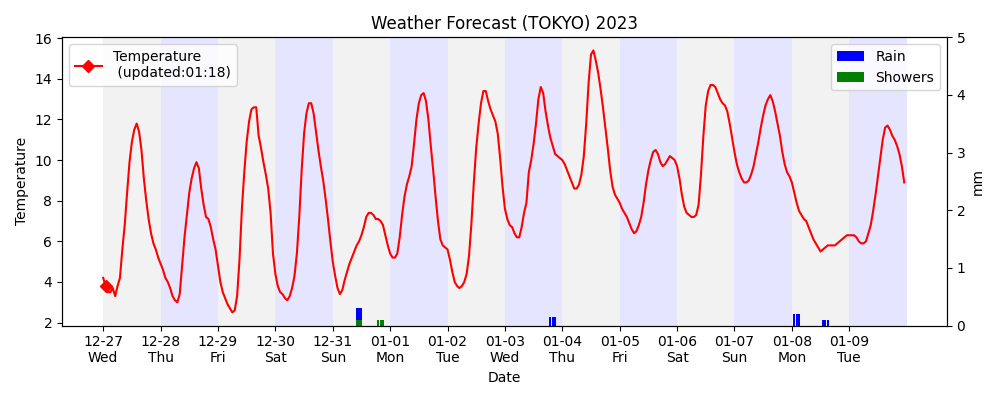 Weather Forecast (TOKYO) 2023
Temperature
(updated:01:18)
Rain
Showers
16
14
12
10
8
6
4
2
Temperature
5
4
3
2
1
0
mm
12-27 12-28 12-29 12-30 12-31 01-01 01-02 01-03 01-04 01-05 01-06 01-07 01-08 01-09
Wed Thu Fri Sat Sun Mon Tue Wed Thu Fri Sat Sun Mon Tue
Date